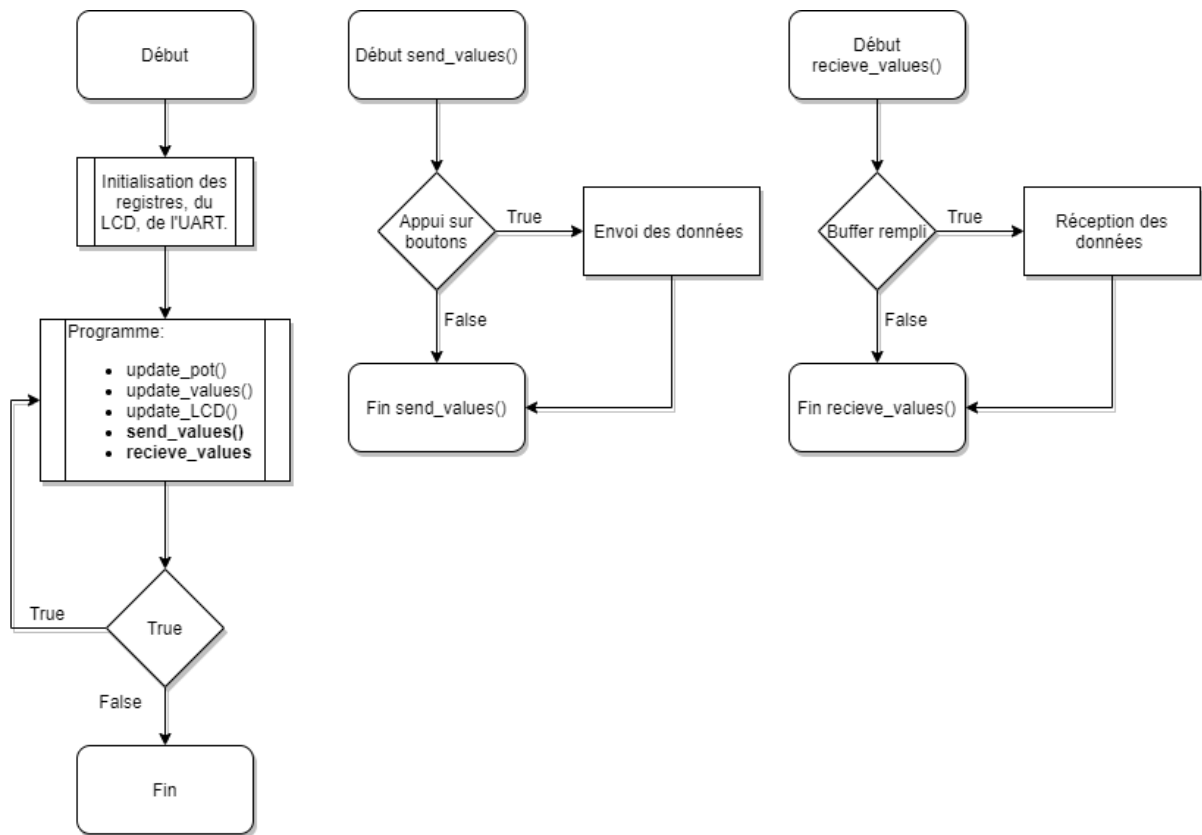 Début
Initialisation des
registres, du
LCD, de l'UART.
Programme:
• update_pot()
• update_values()
• update_LCD()
• send_values()
• recieve_values
True
True
False
Fin
Début send_values()
Appui sur
boutons
True
Envoi des données
False
Fin send_values()
Début
recieve_values()
Buffer rempli
True
Réception des
données
False
Fin recieve_values()